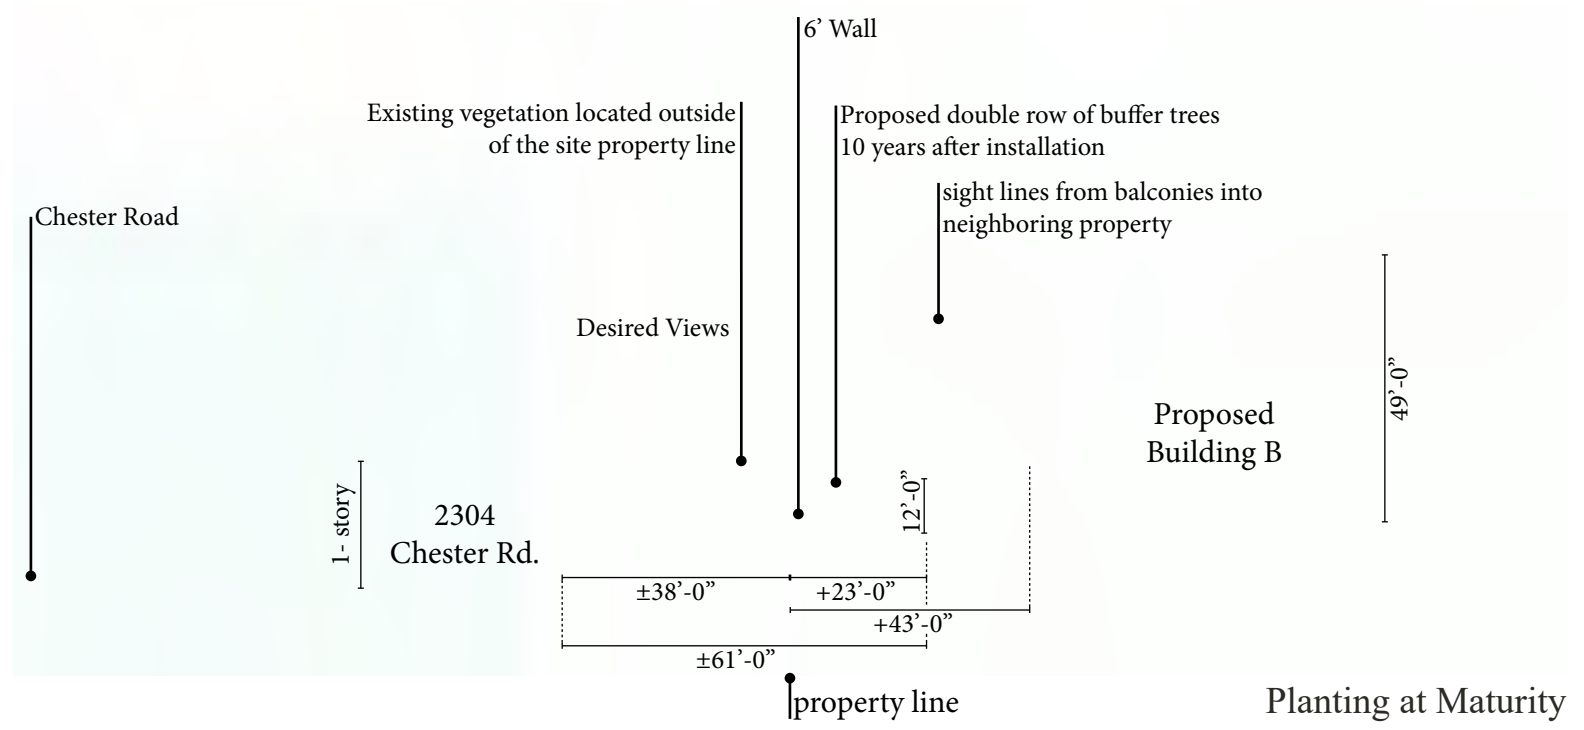 6’ Wall
Existing vegetation located outside
of the site property line
Proposed double row of buffer trees
10 years after installation
sight lines from balconies into
neighboring property
Chester Road
Desired Views
49’-0”
Proposed
Building B
1- story
2304
Chester Rd.
12’-0”
±38’-0”
+23’-0”
+43’-0”
±61’-0”
property line
Planting at Maturity